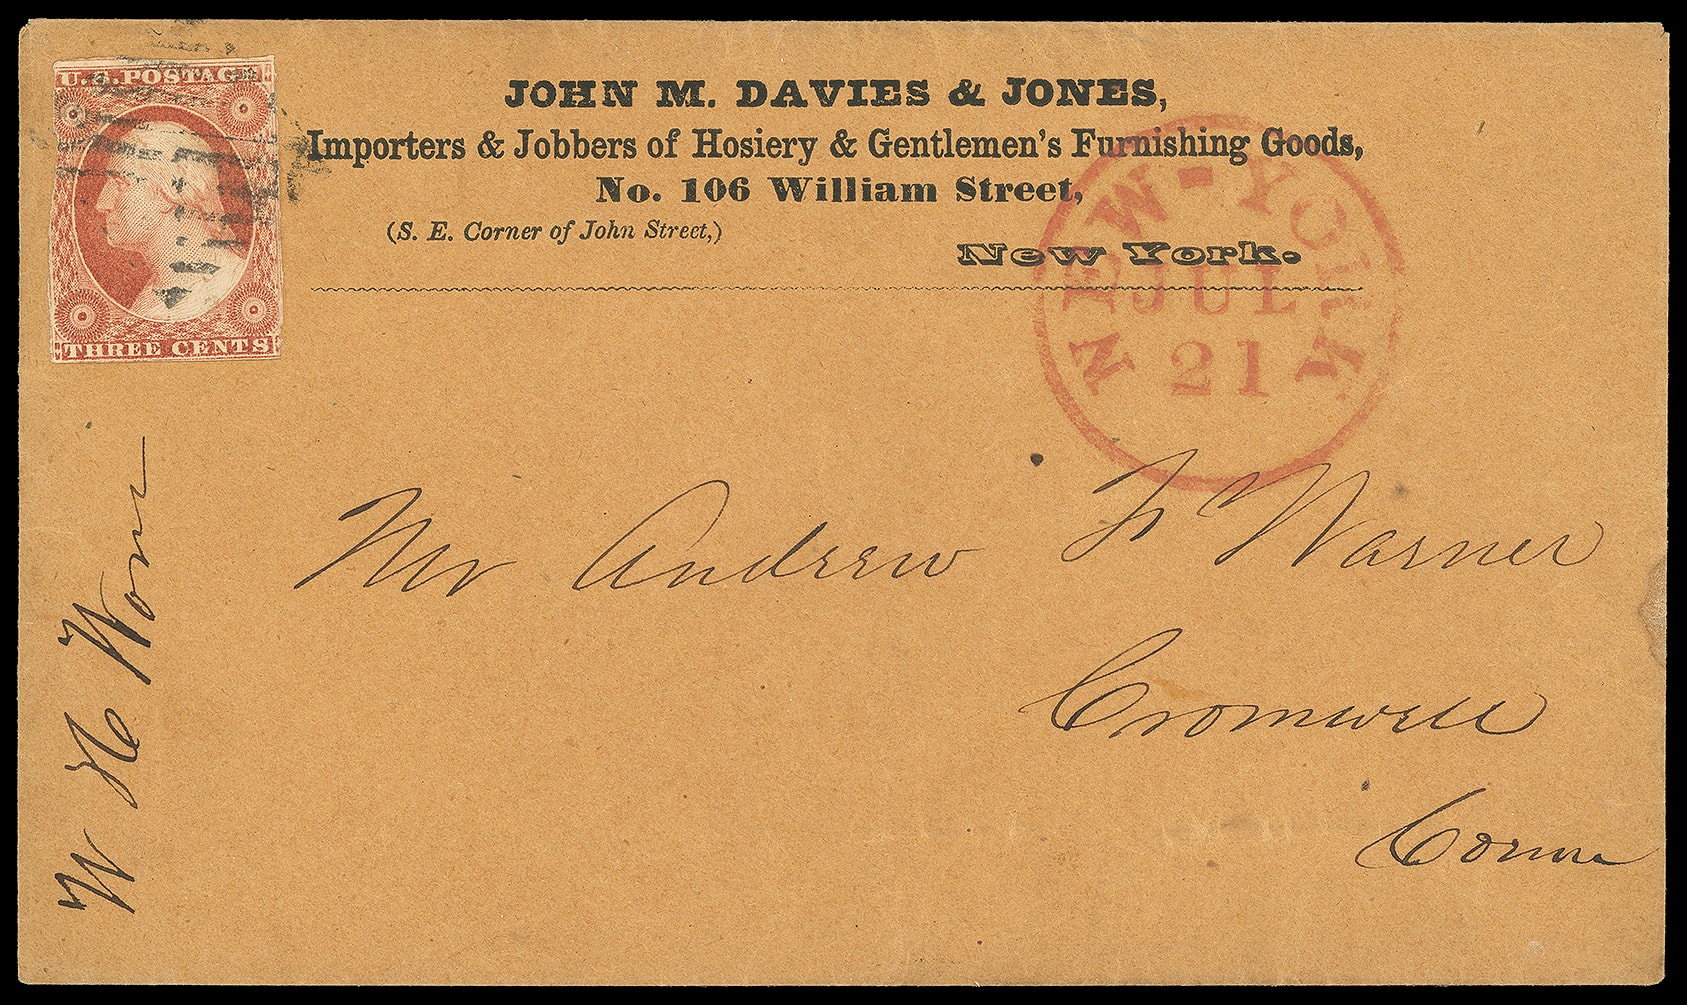 U.S. POSTAGE
THREE CENTS
JOHN M. DAVIES & JONES,
Importers & Jobbers of Hosiery & Gentlemen's Furnishing Goods,
No. 106 William Street,
(S. E. Corner of John Street,)
New York.
NEW-YORK
JUL
21
Mr Andrew F Warner
Cromwell
Conn
W H